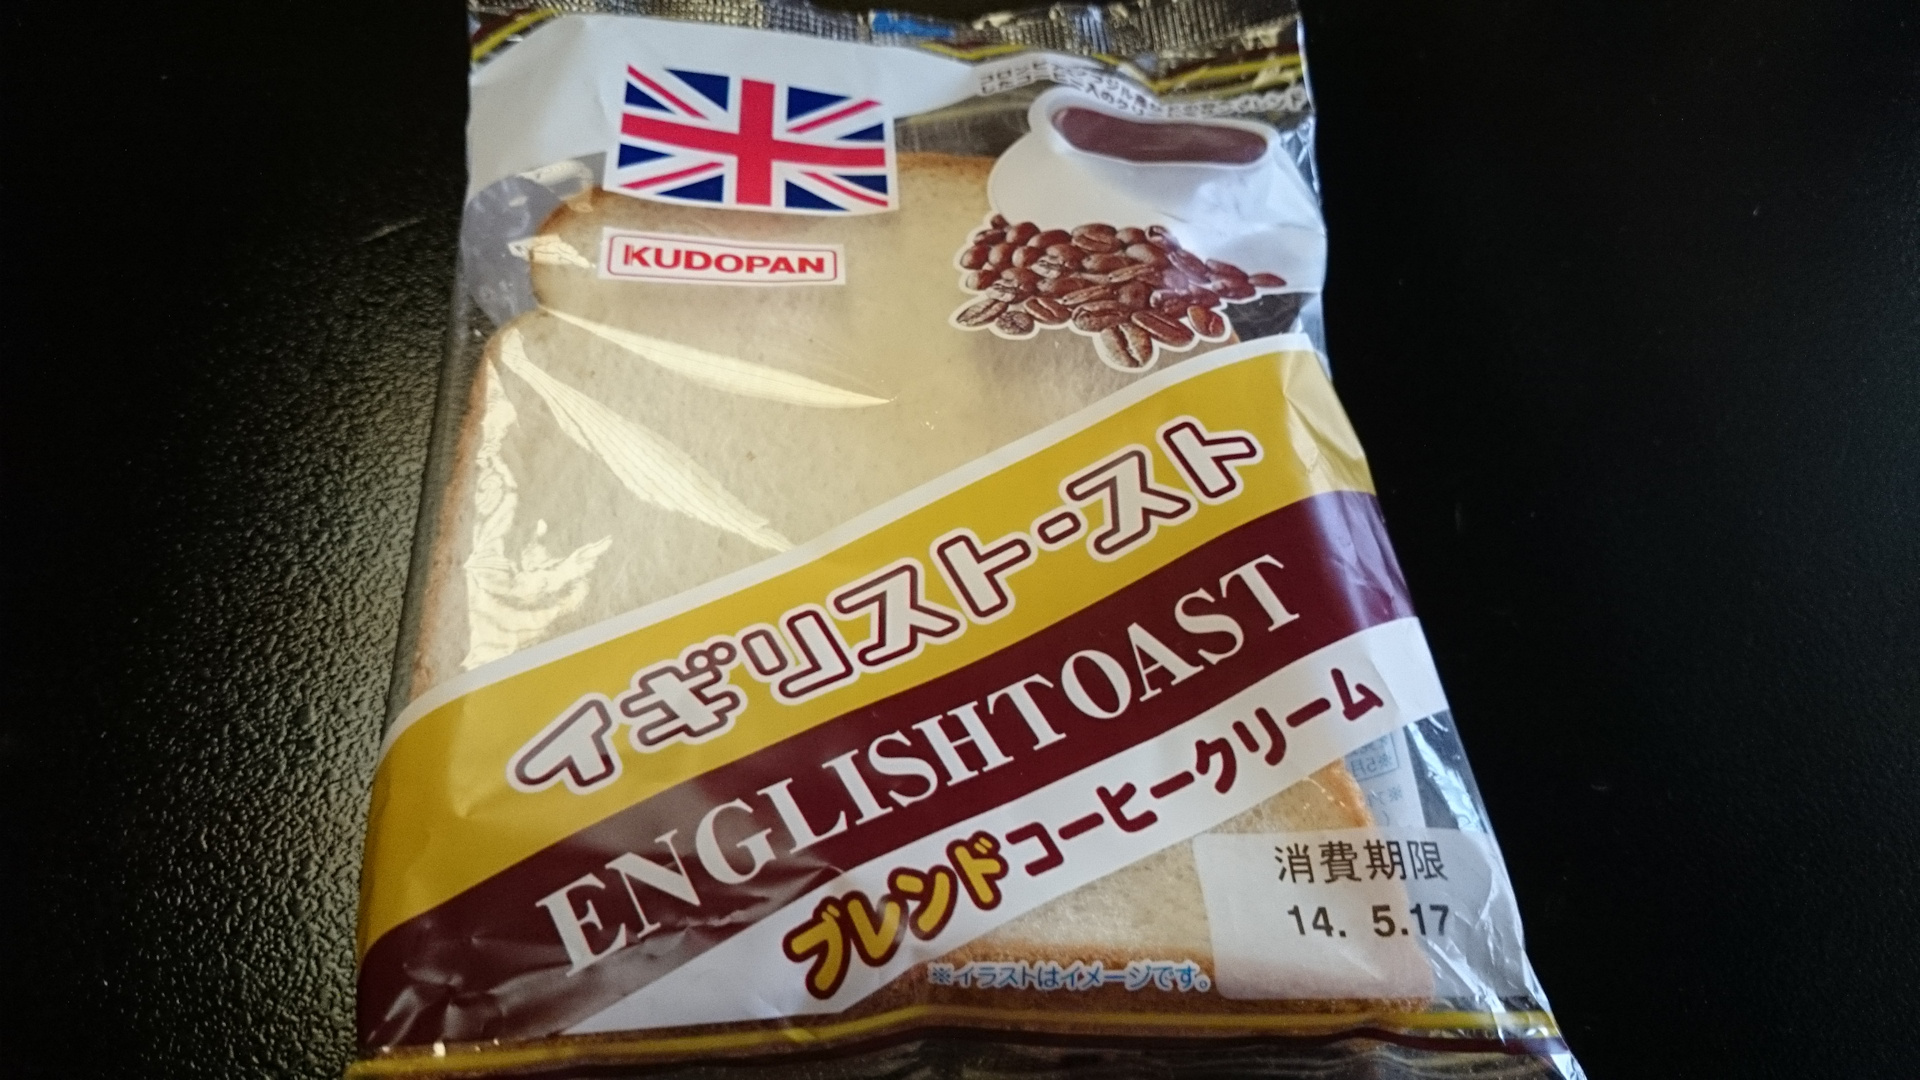 KUDOPAN
イギリストースト
ENGLISHTOAST
ブレンドコーヒークリーム
消費期限
14. 5.17
※イラストはイメージです。